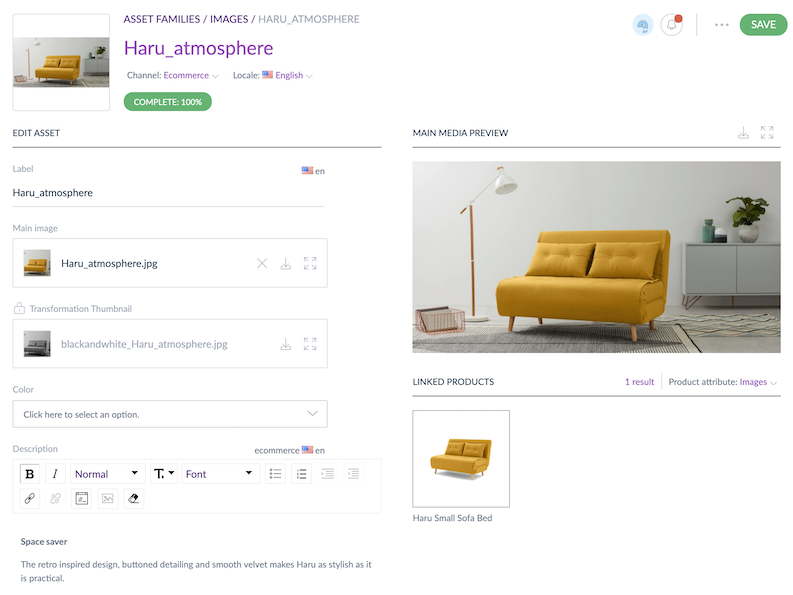 ASSET FAMILIES / IMAGES / HARU_ATMOSPHERE
SAVE
Haru_atmosphere
Channel: Ecommerce Locale: English
COMPLETE: 100%
EDIT ASSET
Label
en
Haru_atmosphere
Main image
Haru_atmosphere.jpg
Transformation Thumbnail
blackandwhite_Haru_atmosphere.jpg
Color
Click here to select an option.
Description
ecommerce en
B I Normal T. Font
Space saver
The retro inspired design, buttoned detailing and smooth velvet makes Haru as stylish as it
is practical.
MAIN MEDIA PREVIEW
LINKED PRODUCTS
1 result Product attribute: Images
Haru Small Sofa Bed